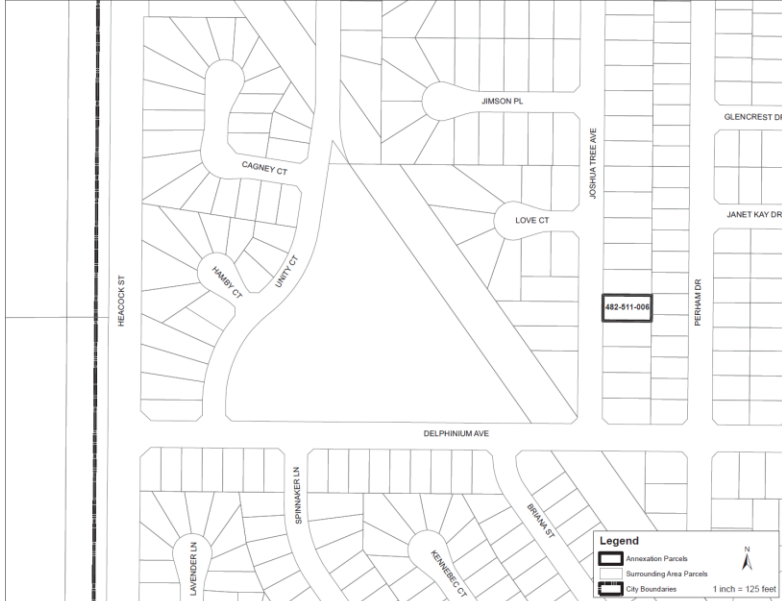 JIMSON PL
GLENCREST DR
CAGNEY CT
JOSHUA TREE AVE
LOVE CT
JANET KAY DR
HAMBY CT
UNITY CT
HEACOCK ST
482-511-006
PERHAM DR
DELPHINIUM AVE
SPINNAKER LN
BRIANA ST
LAVENDER LN
KENNEBEC CT
Legend
Annexation Parcels
Surrounding Area Parcels
City Boundaries
N
1 inch = 125 feet